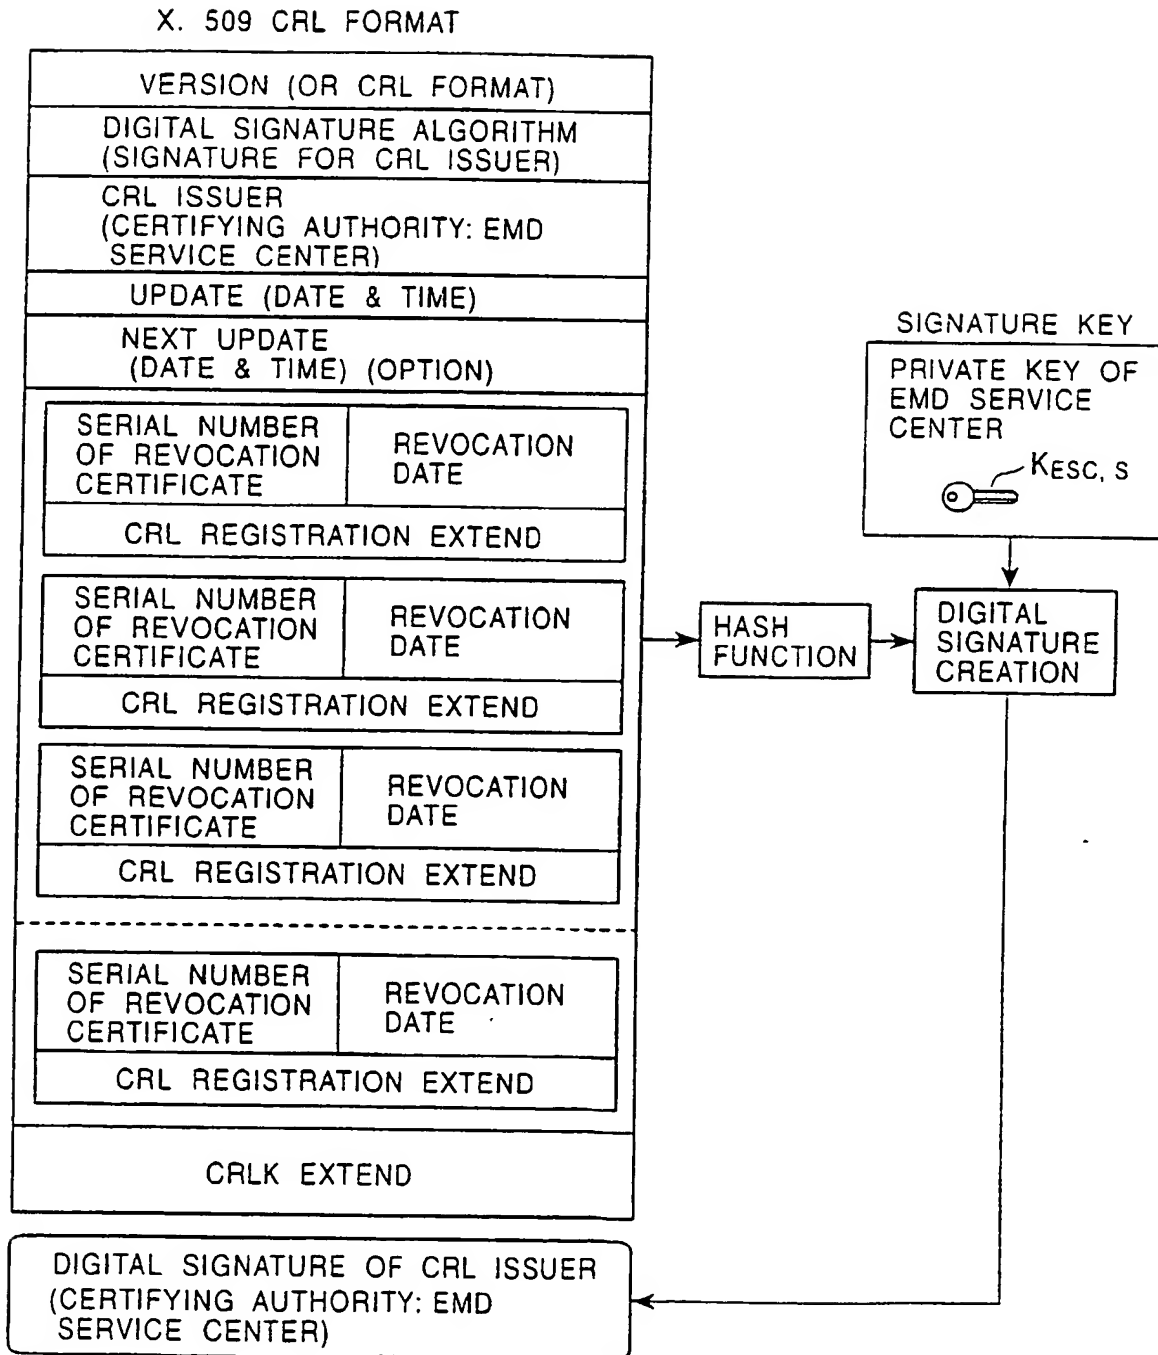 X. 509 CRL FORMAT
VERSION (OR CRL FORMAT)
DIGITAL SIGNATURE ALGORITHM
(SIGNATURE FOR CRL ISSUER)
CRL ISSUER
(CERTIFYING AUTHORITY: EMD
SERVICE CENTER)
UPDATE (DATE & TIME)
NEXT UPDATE
(DATE & TIME) (OPTION)
SERIAL NUMBER
OF REVOCATION
CERTIFICATE
REVOCATION
DATE
CRL REGISTRATION EXTEND
SERIAL NUMBER
OF REVOCATION
CERTIFICATE
REVOCATION
DATE
CRL REGISTRATION EXTEND
SERIAL NUMBER
OF REVOCATION
CERTIFICATE
REVOCATION
DATE
CRL REGISTRATION EXTEND
SERIAL NUMBER
OF REVOCATION
CERTIFICATE
REVOCATION
DATE
CRL REGISTRATION EXTEND
CRLK EXTEND
SIGNATURE KEY
PRIVATE KEY OF
EMD SERVICE
CENTER
KESC, S
HASH
FUNCTION
DIGITAL
SIGNATURE
CREATION
DIGITAL SIGNATURE OF CRL ISSUER
(CERTIFYING AUTHORITY: EMD
SERVICE CENTER)